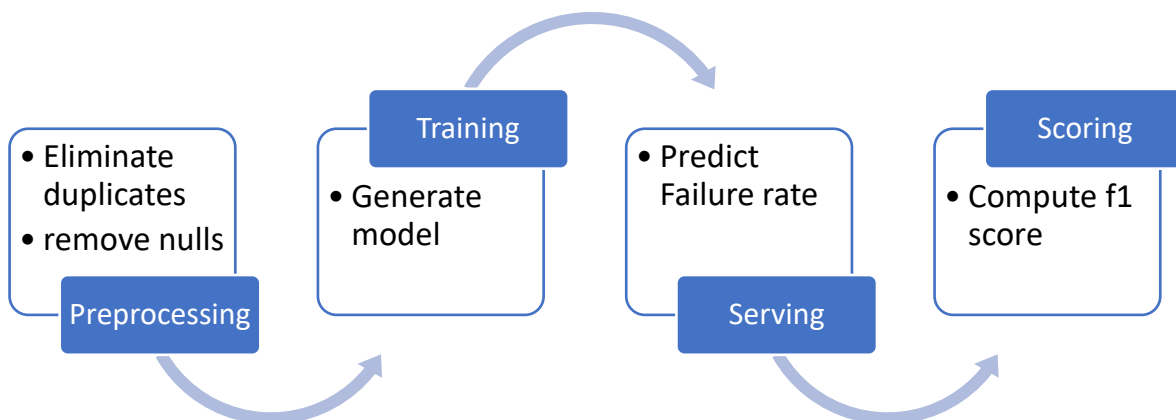 • Eliminate
duplicates
• remove nulls
Preprocessing
Training
• Generate
model
• Predict
Failure rate
Serving
Scoring
• Compute f1
score